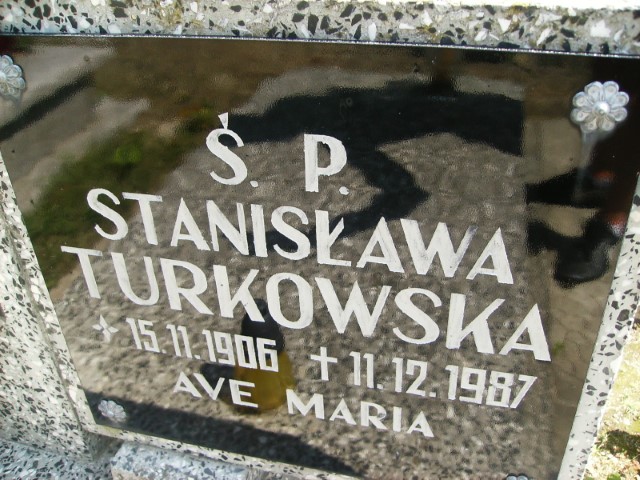 Ś. P.
STANISŁAWA
TURKOWSKA
* 15.11.1906 + 11.12.1987
AVE MARIA